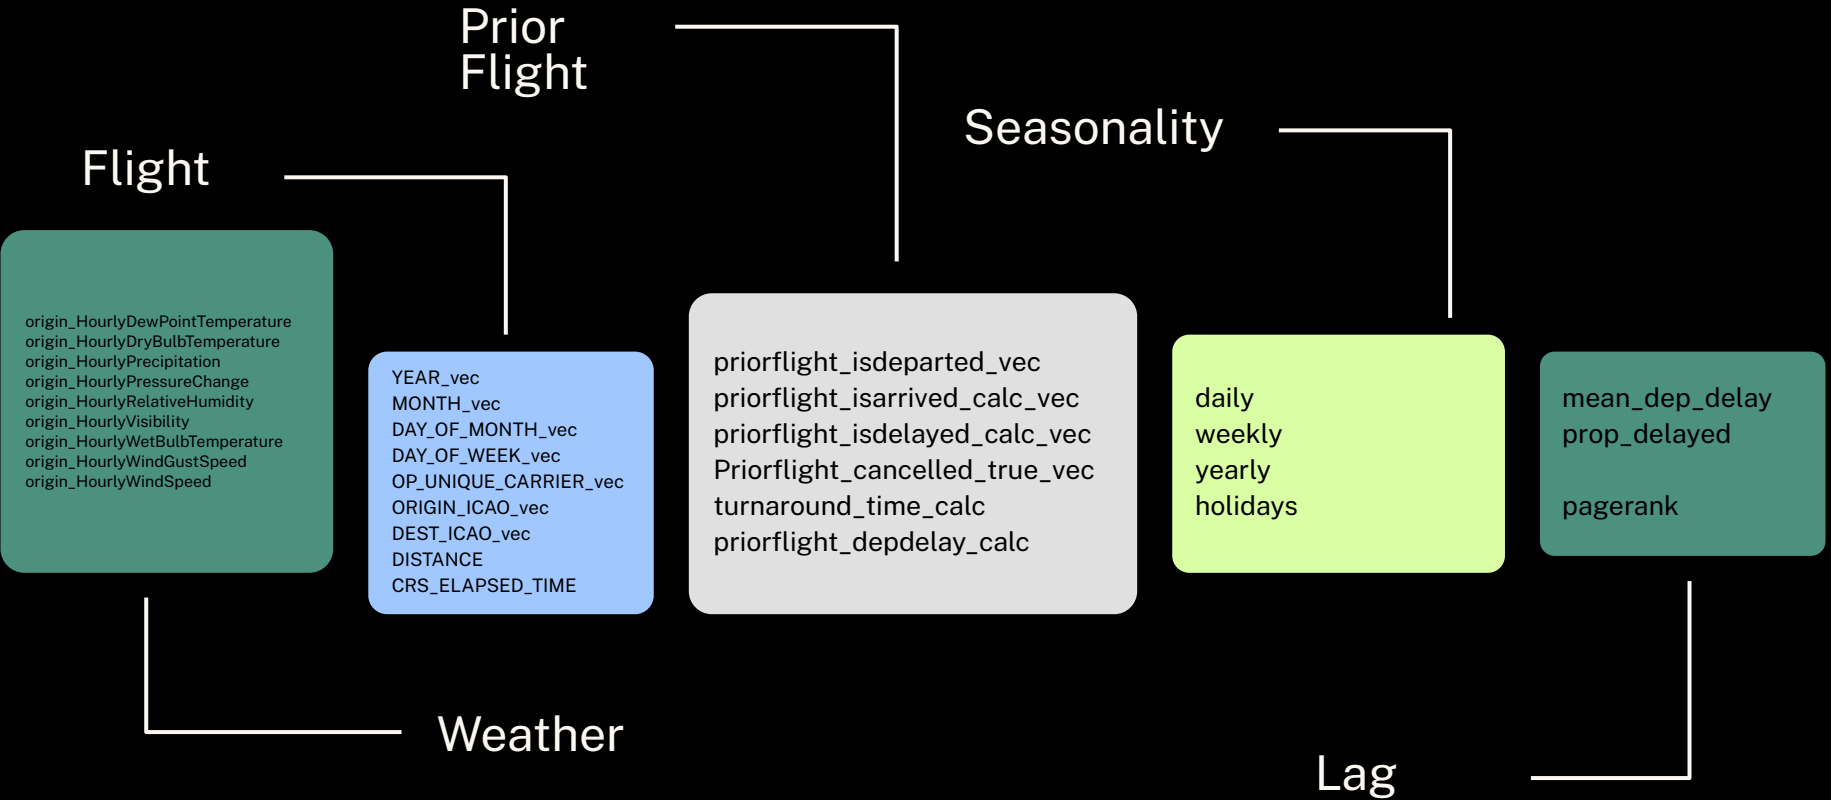 Prior
Flight
Seasonality
Flight
origin_HourlyDewPointTemperature
origin_HourlyDryBulbTemperature
origin_HourlyPrecipitation
origin_HourlyPressureChange
origin_HourlyRelativeHumidity
origin_HourlyVisibility
origin_HourlyWetBulbTemperature
origin_HourlyWindGustSpeed
origin_HourlyWindSpeed
YEAR_vec
MONTH_vec
DAY_OF_MONTH_vec
DAY_OF_WEEK_vec
OP_UNIQUE_CARRIER_vec
ORIGIN_ICAO_vec
DEST_ICAO_vec
DISTANCE
CRS_ELAPSED_TIME
priorflight_isdeparted_vec
priorflight_isarrived_calc_vec
priorflight_isdelayed_calc_vec
Priorflight_cancelled_true_vec
turnaround_time_calc
priorflight_depdelay_calc
daily
weekly
yearly
holidays
mean_dep_delay
prop_delayed
pagerank
Weather
Lag